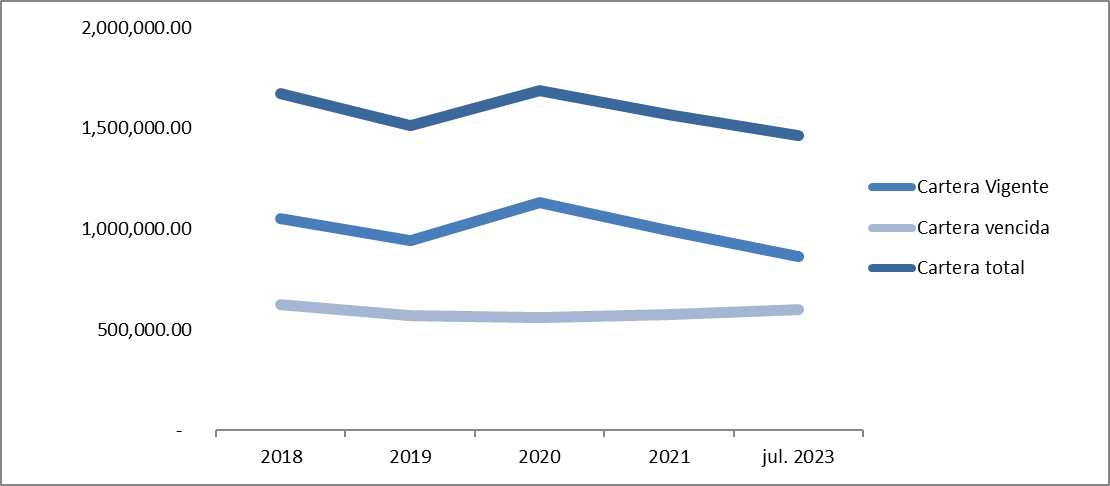 2,000,000.00
1,500,000.00
1,000,000.00
500,000.00
-
2018 2019 2020 2021 jul. 2023
Cartera Vigente
Cartera vencida
Cartera total